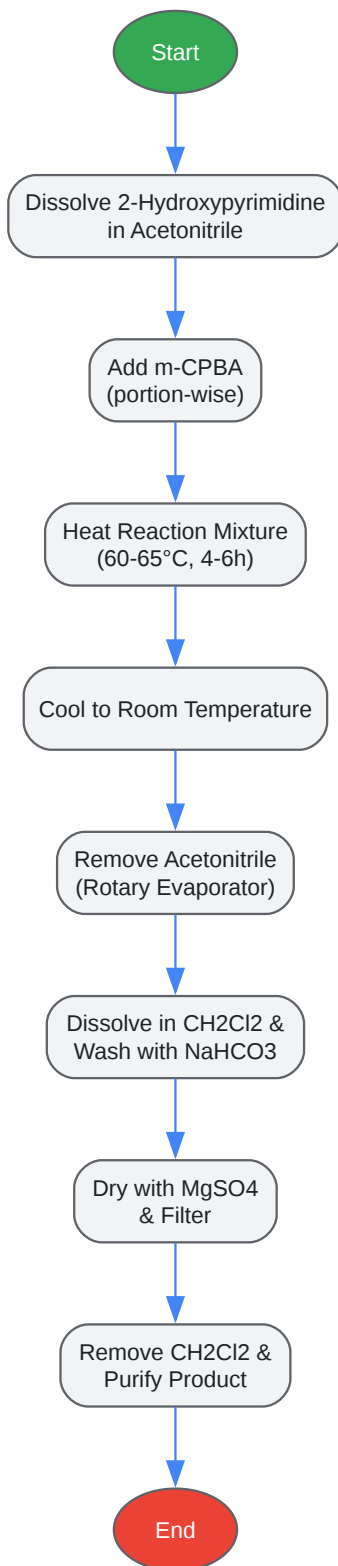 Start
Dissolve 2-Hydroxypyrimidine
in Acetonitrile
Add m-CPBA
(portion-wise)
Heat Reaction Mixture
(60-65°C, 4-6h)
Cool to Room Temperature
Remove Acetonitrile
(Rotary Evaporator)
Dissolve in CH2Cl2 &
Wash with NaHCO3
Dry with MgSO4
& Filter
Remove CH2Cl2 &
Purify Product
End